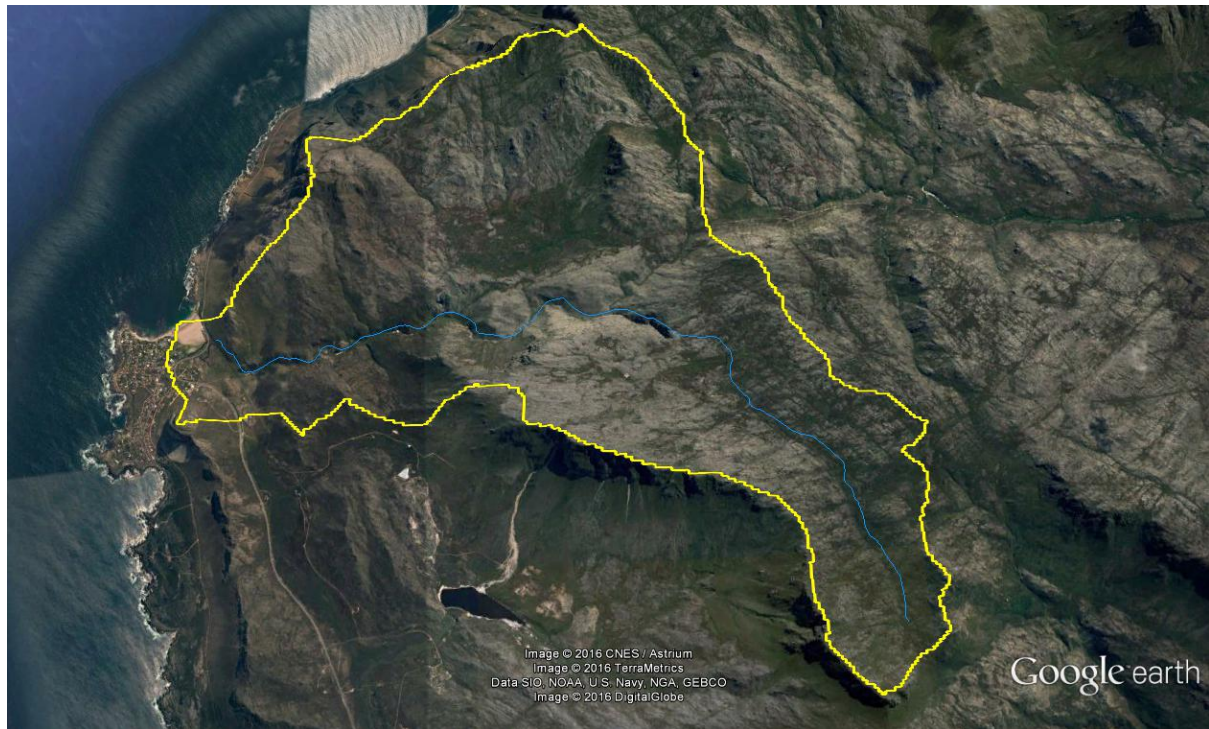 Image © 2016 CNES / Astrium
Image © 2016 TerraMetrics
Data SIO, NOAA, U.S. Navy, NGA, GEBCO
Image © 2016 DigitalGlobe
Google earth